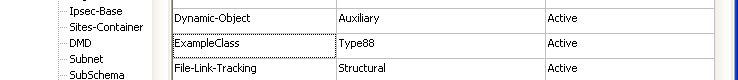 Ipsec-Base
Sites-Container
DMD
Subnet
SubSchema
Dynamic-Object Auxiliary Active
ExampleClass Type88 Active
File-Link-Tracking Structural Active